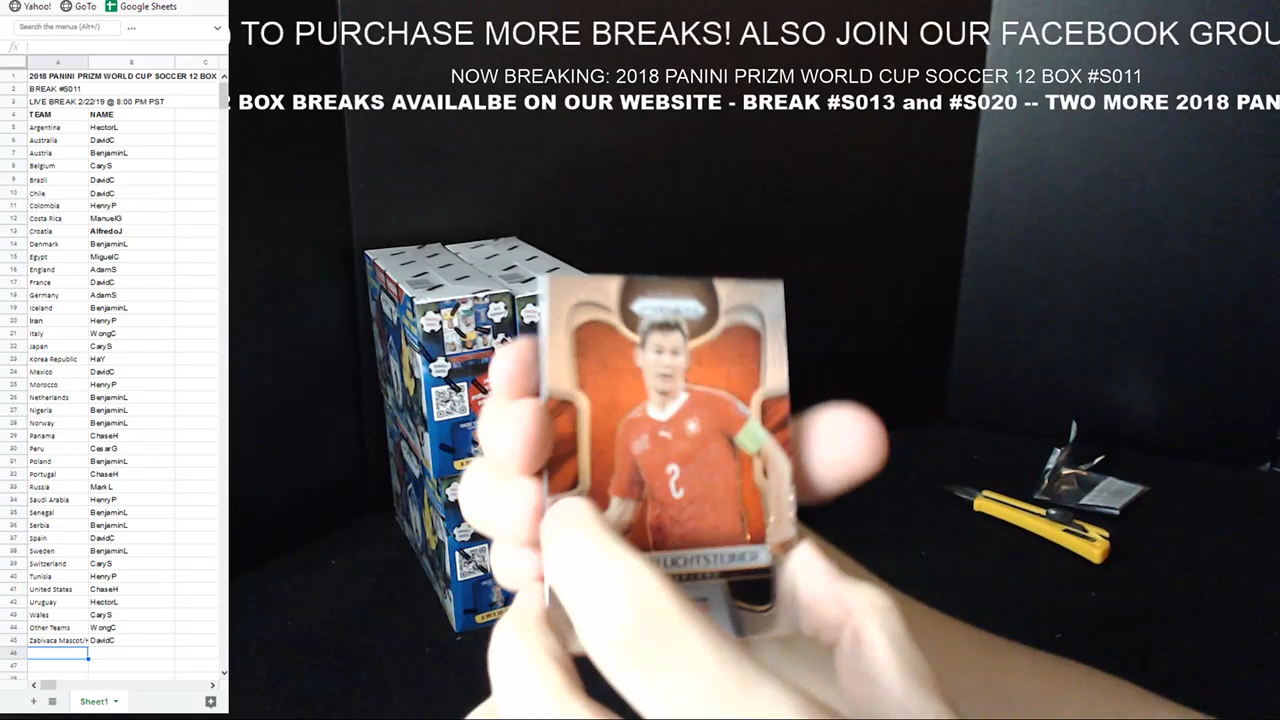 Yahoo! GoTo Google Sheets
Search the menus (Alt+/)
fx
A B C
1 2018 PANINI PRIZM WORLD CUP SOCCER 12 BOX
2 BREAK #S011
3 LIVE BREAK 2/22/19 @ 8:00 PM PST
4 TEAM NAME
5 Argentina HectorL
6 Australia DavidC
7 Austria BenjaminL
8 Belgium CaryS
9 Brazil DavidC
10 Chile DavidC
11 Colombia HenryP
12 Costa Rica ManuelG
13 Croatia AlfredoJ
14 Denmark BenjaminL
15 Egypt MiguelC
16 England AdamS
17 France DavidC
18 Germany AdamS
19 Iceland BenjaminL
20 Iran HenryP
21 Italy WongC
22 Japan CaryS
23 Korea Republic HaY
24 Mexico DavidC
25 Morocco HenryP
26 Netherlands BenjaminL
27 Nigeria BenjaminL
28 Norway BenjaminL
29 Panama ChaseH
30 Peru CesarG
31 Poland BenjaminL
32 Portugal ChaseH
33 Russia MarkL
34 Saudi Arabia HenryP
35 Senegal BenjaminL
36 Serbia BenjaminL
37 Spain DavidC
38 Sweden BenjaminL
39 Switzerland CaryS
40 Tunisia HenryP
41 United States ChaseH
42 Uruguay HectorL
43 Wales CaryS
44 Other Teams WongC
45 Zabivaca Mascot/ DavidC
46
47
Sheet1
TO PURCHASE MORE BREAKS! ALSO JOIN OUR FACEBOOK GROU
NOW BREAKING: 2018 PANINI PRIZM WORLD CUP SOCCER 12 BOX #S011
2 BOX BREAKS AVAILALBE ON OUR WEBSITE - BREAK #S013 and #S020 -- TWO MORE 2018 PAN
2
LICHTSTEINER